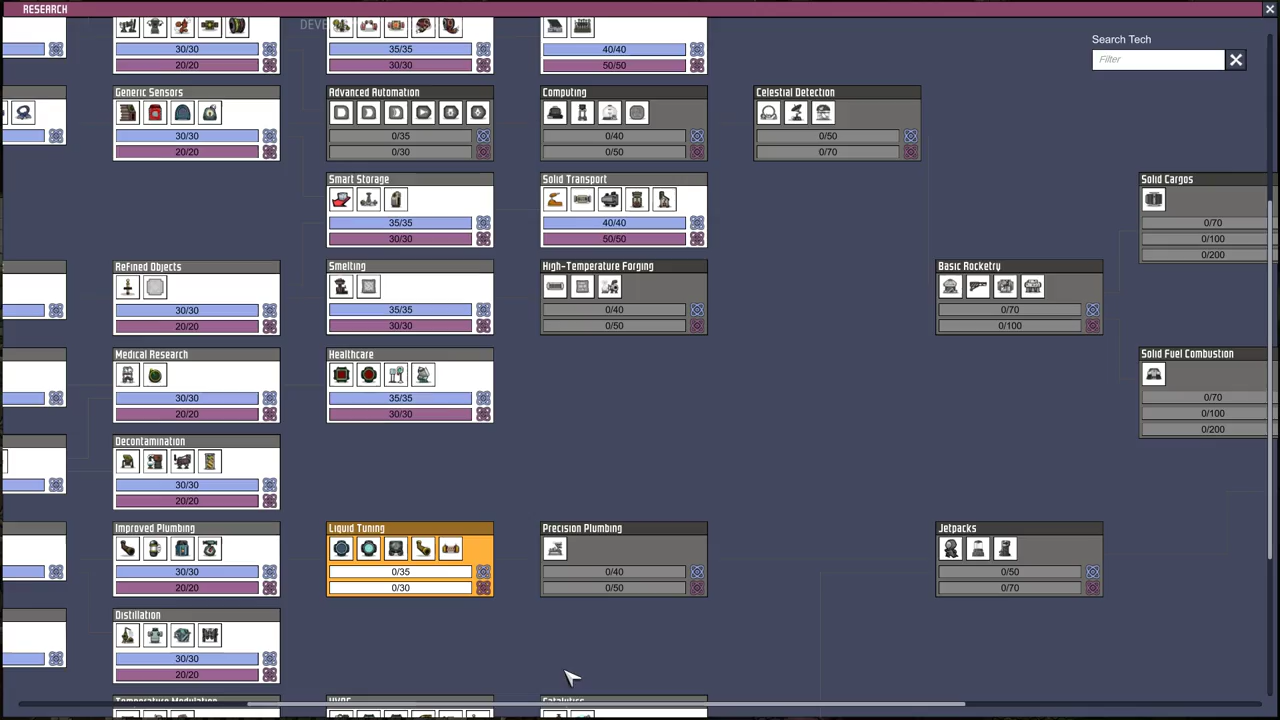 RESEARCH
DEVE
Search Tech
Filter
30/30
35/35
40/40
20/20
30/30
50/50
Generic Sensors
Advanced Automation
Computing
Celestial Detection
30/30
0/35
0/40
0/50
20/20
0/30
0/50
0/70
Smart Storage
Solid Transport
Solid Cargos
35/35
40/40
0/70
30/30
50/50
0/100
0/200
Refined Objects
Smelting
High-Temperature Forging
Basic Rocketry
30/30
35/35
0/40
0/70
20/20
30/30
0/50
0/100
Medical Research
Healthcare
Solid Fuel Combustion
30/30
35/35
0/70
20/20
30/30
0/100
0/200
Decontamination
30/30
20/20
Improved Plumbing
Liquid Tuning
Precision Plumbing
Jetpacks
30/30
0/35
0/40
0/50
20/20
0/30
0/50
0/70
Distillation
30/30
20/20
Temperature Modulation
HVAC
Catalytics